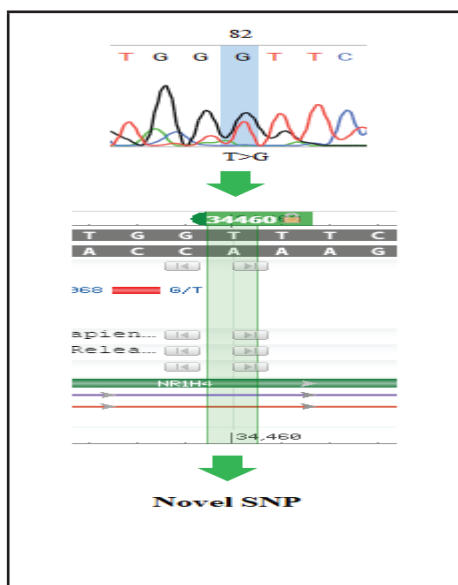 82
T G G G T T C
T>G
34460
T G G T T T C
A C C A A A G
068 G/T
apien...
Relea...
NR1H4
34,460
Novel SNP